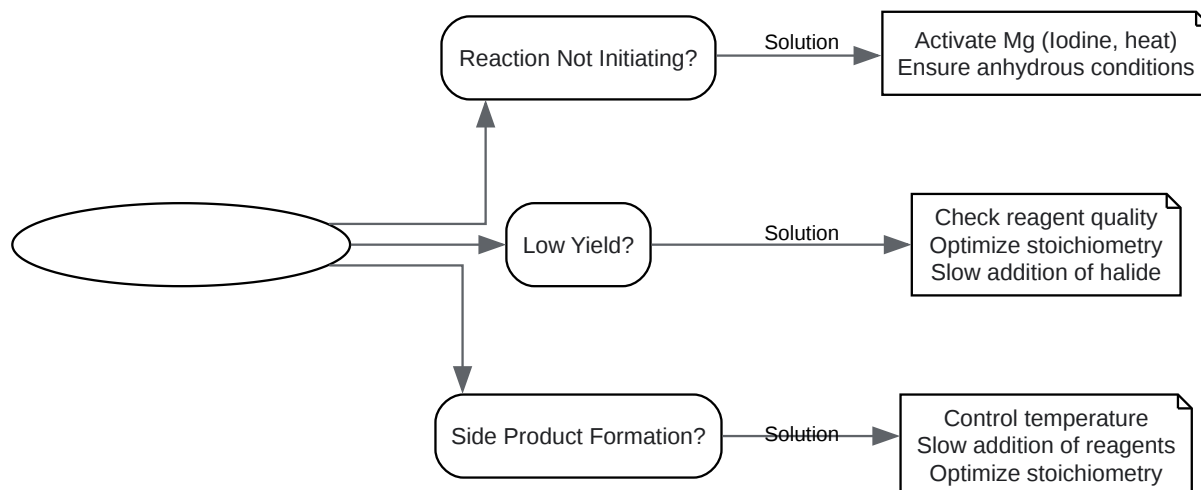 Reaction Not Initiating?
Solution
Activate Mg (Iodine, heat)
Ensure anhydrous conditions
Low Yield?
Solution
Check reagent quality
Optimize stoichiometry
Slow addition of halide
Side Product Formation?
Solution
Control temperature
Slow addition of reagents
Optimize stoichiometry